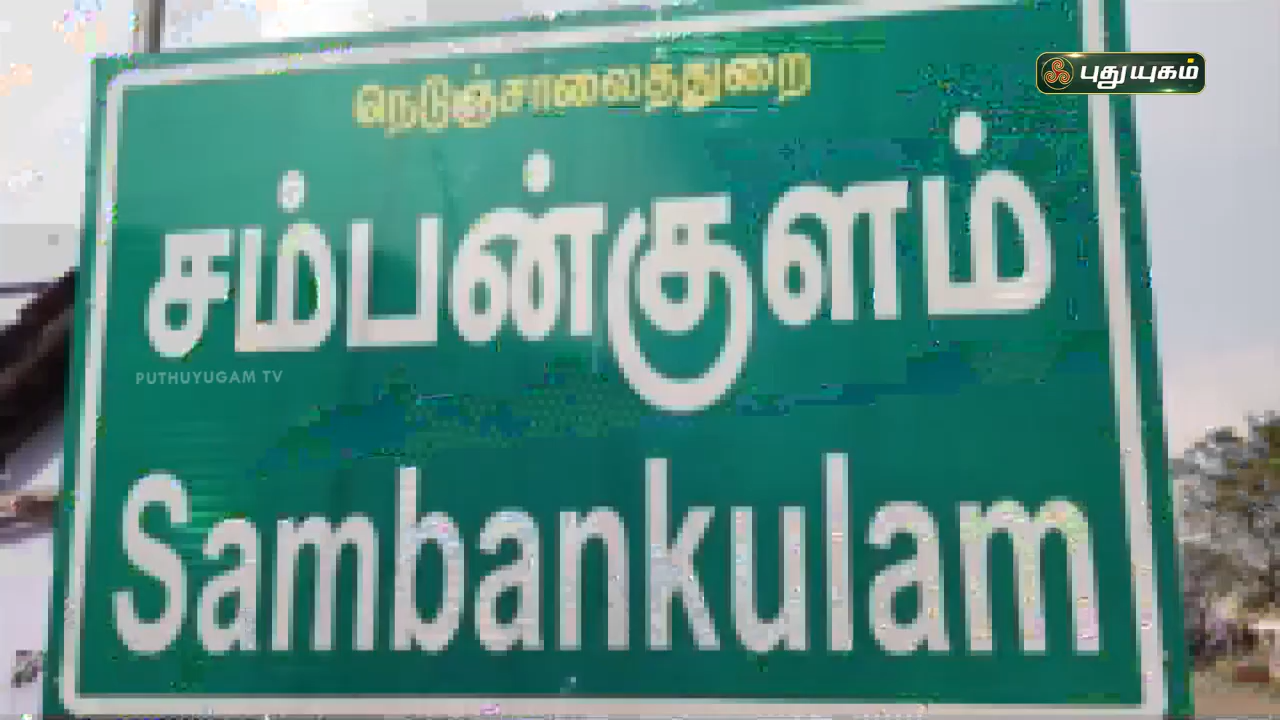 நெடுஞ்சாலைத்துறை
புதுயுகம்
சம்பன்குளம்
PUTHUYUGAM TV
Sambankulam